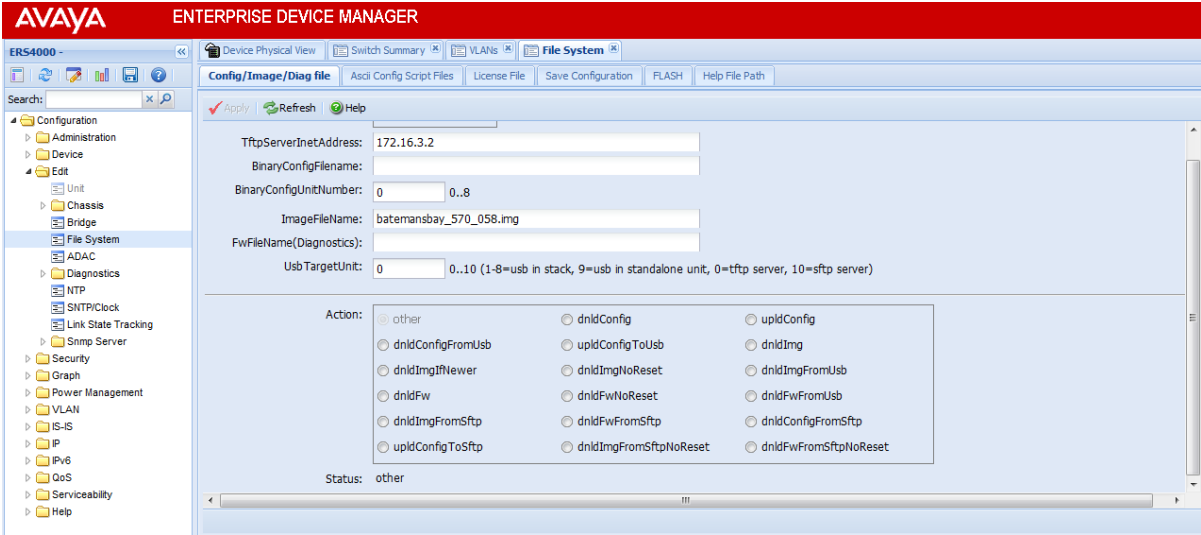 AVAYA ENTERPRISE DEVICE MANAGER
ERS4000 -
Search:
Configuration
Administration
Device
Edit
Unit
Chassis
Bridge
File System
ADAC
Diagnostics
NTP
SNTP/Clock
Link State Tracking
Snmp Server
Security
Graph
Power Management
VLAN
IS-IS
IP
IPv6
QoS
Serviceability
Help
Device Physical View Switch Summary VLANs File System
Config/Image/Diag file Ascii Config Script Files License File Save Configuration FLASH Help File Path
Apply Refresh Help
TftpServerInetAddress: 172.16.3.2
BinaryConfigFilename:
BinaryConfigUnitNumber: 0 0..8
ImageFileName: batemansbay_570_058.img
FwFileName(Diagnostics):
UsbTargetUnit: 0 0..10 (1-8=usb in stack, 9=usb in standalone unit, 0=tftp server, 10=sftp server)
Action: other dnldConfig upldConfig
dnldConfigFromUsb upldConfigToUsb dnldImg
dnldImgIfNewer dnldImgNoReset dnldImgFromUsb
dnldFw dnldFwNoReset dnldFwFromUsb
dnldImgFromSftp dnldFwFromSftp dnldConfigFromSftp
upldConfigToSftp dnldImgFromSftpNoReset dnldFwFromSftpNoReset
Status: other